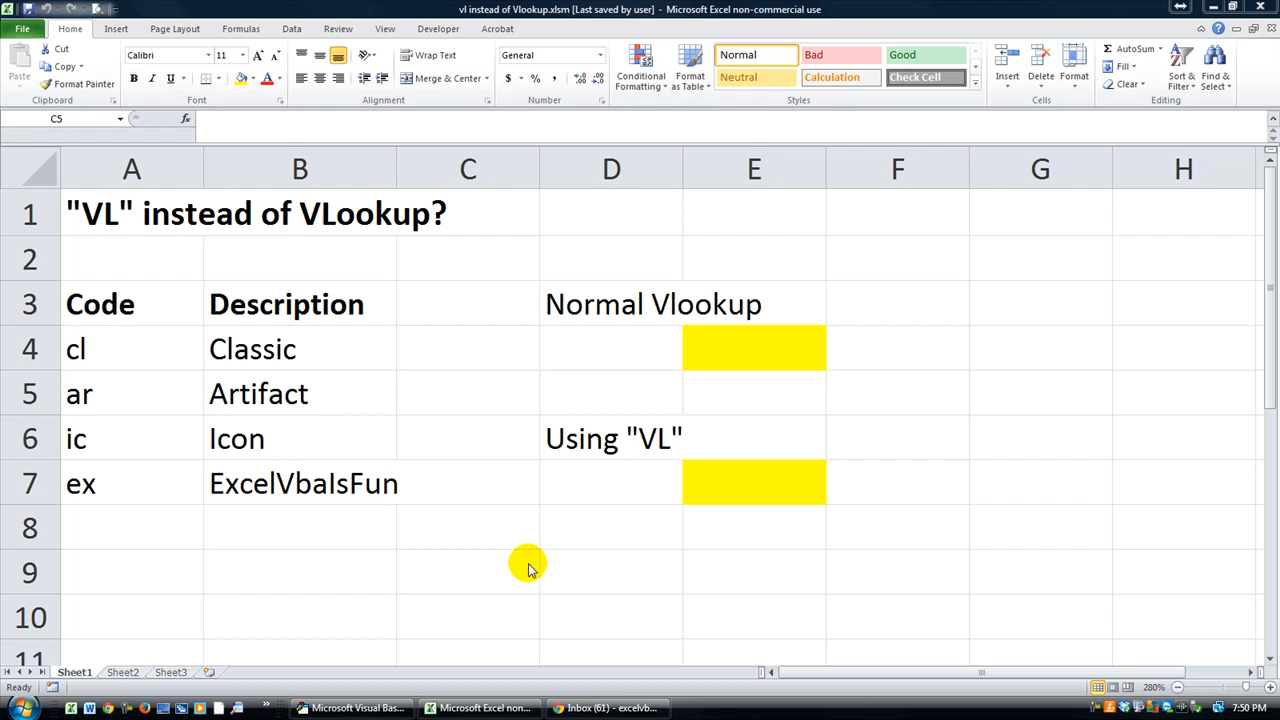 vl instead of Vlookup.xlsm [Last saved by user] - Microsoft Excel non-commercial use
File Home Insert Page Layout Formulas Data Review View Developer Acrobat
Paste
Cut
Copy
Format Painter
Clipboard
Calibri 11
B I U
Font
Wrap Text
Merge & Center
Alignment
General
$ % ,
Number
Conditional Formatting
Format as Table
Normal Bad Good
Neutral Calculation Check Cell
Styles
Insert Delete Format
Cells
AutoSum
Fill
Clear
Sort & Filter
Find & Select
Editing
C5 fx
A B C D E F G H
1 "VL" instead of VLookup?
2
3 Code Description Normal Vlookup
4 cl Classic
5 ar Artifact
6 ic Icon Using "VL"
7 ex ExcelVbaIsFun
8
9
10
11
Sheet1 Sheet2 Sheet3
Ready 280%
Microsoft Visual Bas... Microsoft Excel non-... Inbox (61) - excelvb... 7:50 PM